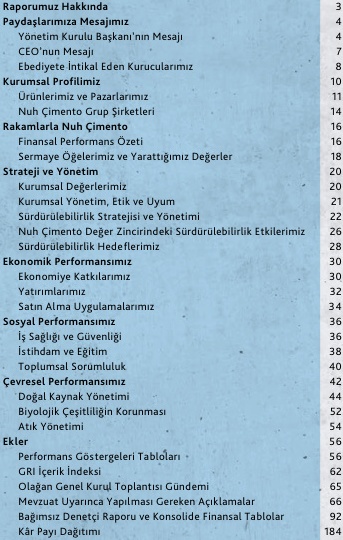 Raporumuz Hakkında 3
Paydaşlarımıza Mesajımız 4
Yönetim Kurulu Başkanı'nın Mesajı 4
CEO'nun Mesajı 7
Ebediyete İntikal Eden Kurucularımız 8
Kurumsal Profilimiz 10
Ürünlerimiz ve Pazarlarımız 11
Nuh Çimento Grup Şirketleri 14
Rakamlarla Nuh Çimento 16
Finansal Performans Özeti 16
Sermaye Öğelerimiz ve Yarattığımız Değerler 18
Strateji ve Yönetim 20
Kurumsal Değerlerimiz 20
Kurumsal Yönetim, Etik ve Uyum 21
Sürdürülebilirlik Stratejisi ve Yönetimi 22
Nuh Çimento Değer Zincirindeki Sürdürülebilirlik Etkilerimiz 26
Sürdürülebilirlik Hedeflerimiz 28
Ekonomik Performansımız 30
Ekonomiye Katkılarımız 30
Yatırımlarımız 32
Satın Alma Uygulamalarımız 34
Sosyal Performansımız 36
İş Sağlığı ve Güvenliği 36
İstihdam ve Eğitim 38
Toplumsal Sorumluluk 40
Çevresel Performansımız 42
Doğal Kaynak Yönetimi 44
Biyolojik Çeşitliliğin Korunması 52
Atık Yönetimi 54
Ekler 56
Performans Göstergeleri Tabloları 56
GRI İçerik İndeksi 62
Olağan Genel Kurul Toplantısı Gündemi 65
Mevzuat Uyarınca Yapılması Gereken Açıklamalar 66
Bağımsız Denetçi Raporu ve Konsolide Finansal Tablolar 92
Kâr Payı Dağıtımı 184